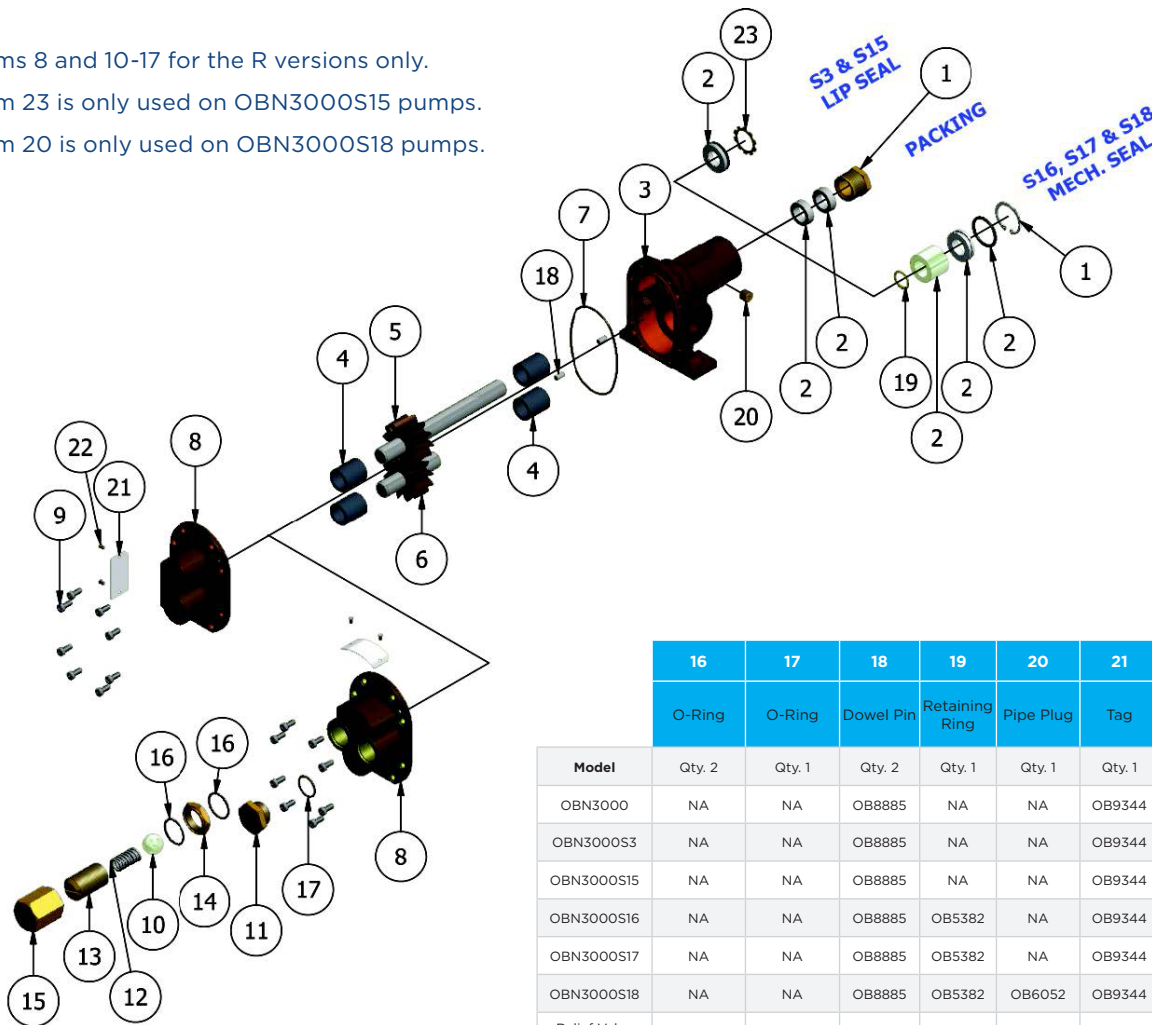 ms 8 and 10-17 for the R versions only.
m 23 is only used on OBN3000S15 pumps.
m 20 is only used on OBN3000S18 pumps.
23
2
S3 & S15
LIP SEAL
1
PACKING
S16, S17 & S18
MECH. SEAL
3
7
18
1
5
2
4
2
19
2
20
2
8
4
22
21
9
6
16
16
8
17
14
10
11
13
15
12
16 17 18 19 20 21
O-Ring O-Ring Dowel Pin Retaining Ring Pipe Plug Tag
Model Qty. 2 Qty. 1 Qty. 2 Qty. 1 Qty. 1 Qty. 1
OBN3000 NA NA OB8885 NA NA OB9344
OBN3000S3 NA NA OB8885 NA NA OB9344
OBN3000S15 NA NA OB8885 NA NA OB9344
OBN3000S16 NA NA OB8885 OB5382 NA OB9344
OBN3000S17 NA NA OB8885 OB5382 NA OB9344
OBN3000S18 NA NA OB8885 OB5382 OB6052 OB9344